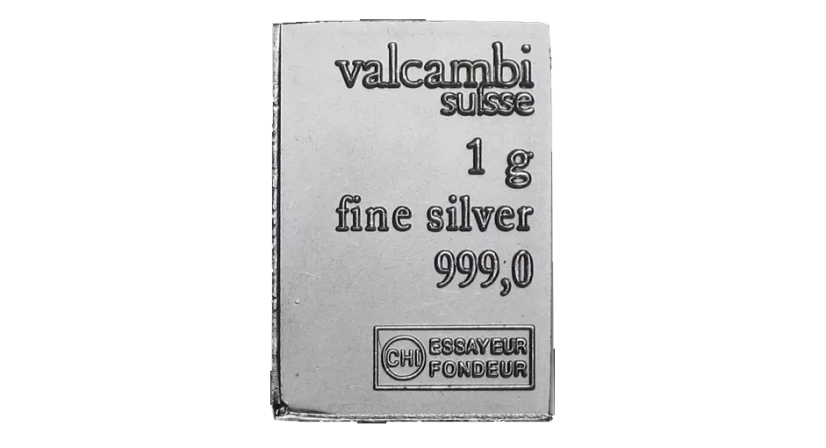 valcambi
suisse
1 g
fine silver
999,0
CHI ESSAYEUR
FONDEUR